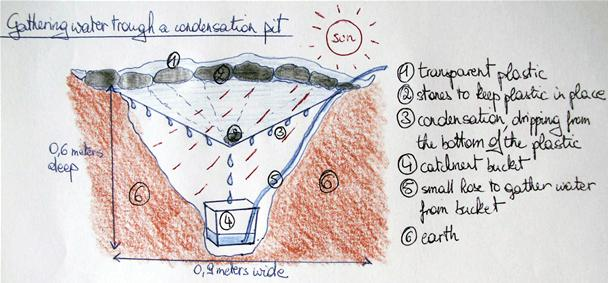 Gathering water trough a condensation pit
sun
1
2
2
3
4
5
6
6
0,6 meters
deep
0,9 meters wide
1 transparent plastic
2 stones to keep plastic in place
3 condensation dripping from
the bottom of the plastic
4 catchment bucket
5 small hose to gather water
from bucket
6 earth